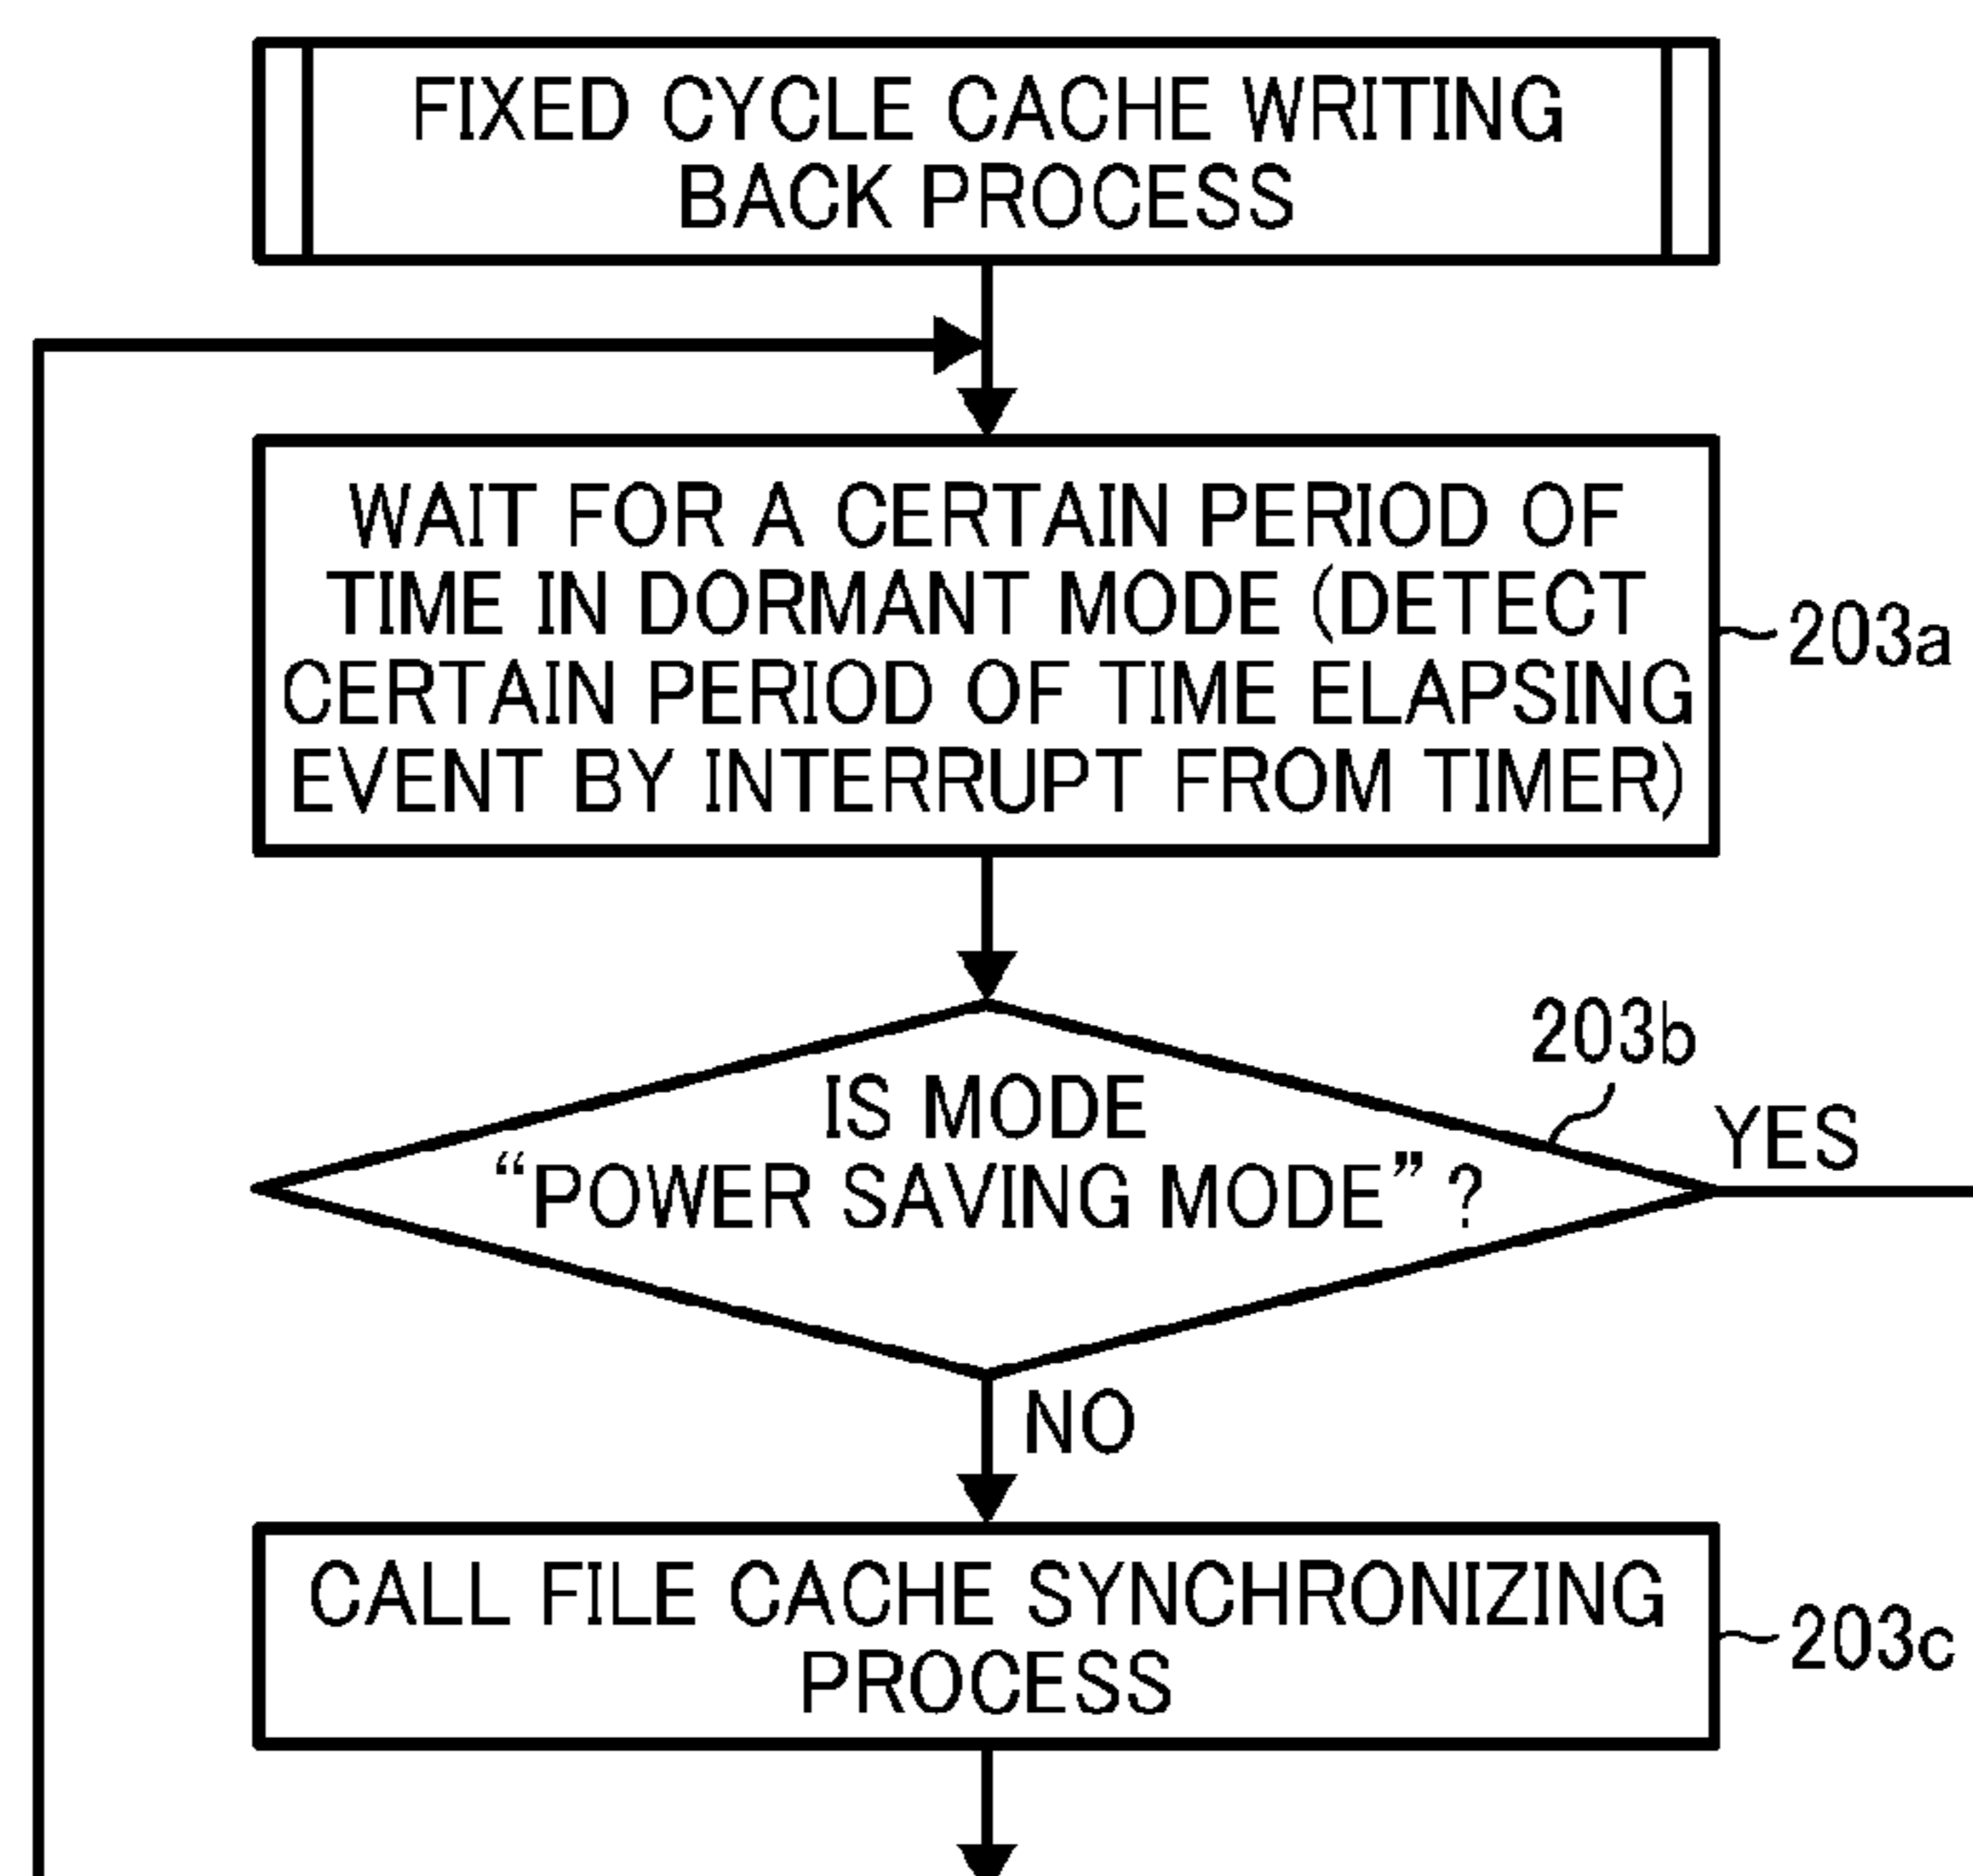 FIXED CYCLE CACHE WRITING
BACK PROCESS
WAIT FOR A CERTAIN PERIOD OF
TIME IN DORMANT MODE (DETECT
CERTAIN PERIOD OF TIME ELAPSING
EVENT BY INTERRUPT FROM TIMER)
203a
203b
IS MODE
“POWER SAVING MODE”?
YES
NO
CALL FILE CACHE SYNCHRONIZING
PROCESS
203c